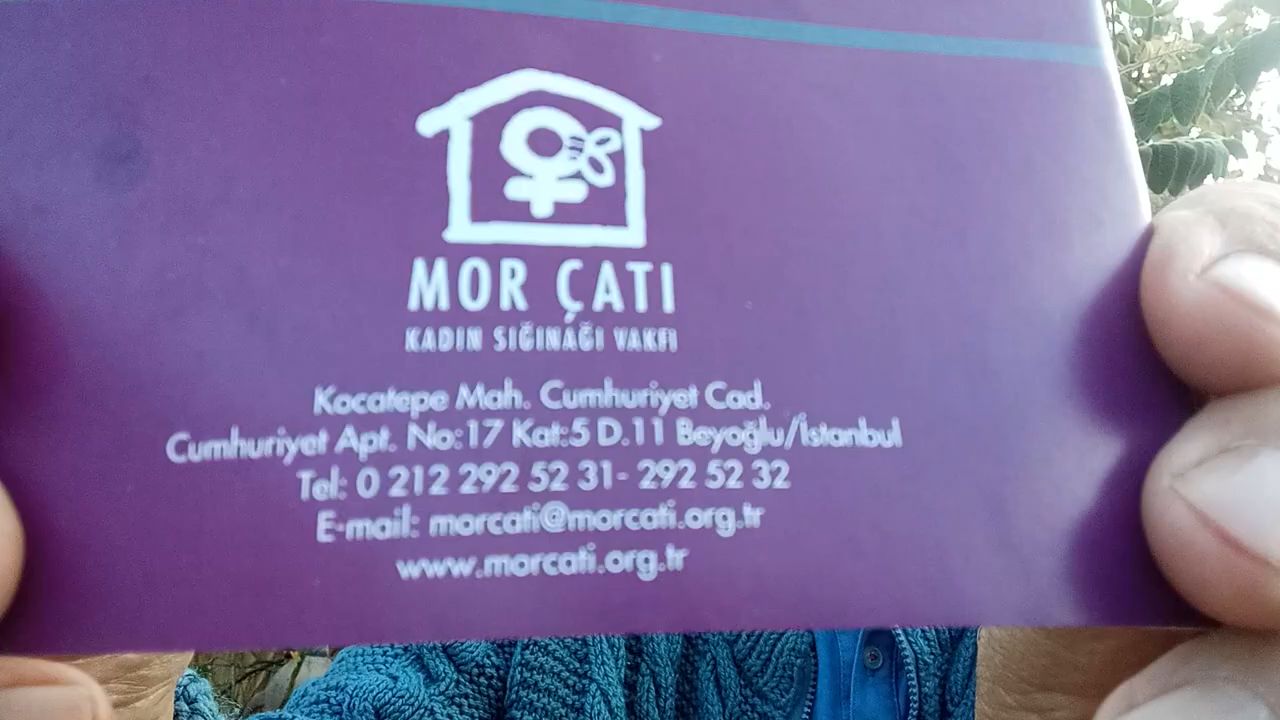 MOR ÇATI
KADIN SIĞINAĞI VAKFI
Kocatepe Mah. Cumhuriyet Cad.
Cumhuriyet Apt. No:17 Kat:5 D.11 Beyoğlu/İstanbul
Tel: 0 212 292 52 31- 292 52 32
E-mail: morcati@morcati.org.tr
www.morcati.org.tr